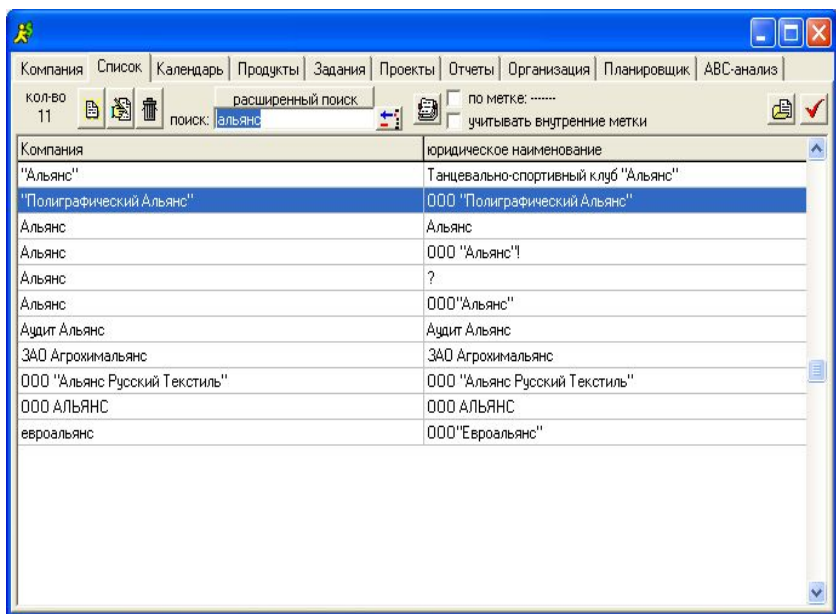 Компания Список Календарь Продукты Задания Проекты Отчеты Организация Планировщик АВС-анализ
кол-во расширенный поиск по метке: ------
11 поиск: альянс учитывать внутренние метки
Компания юридическое наименование
"Альянс" Танцевально-спортивный клуб "Альянс"
"Полиграфический Альянс" ООО "Полиграфический Альянс"
Альянс Альянс
Альянс ООО "Альянс"!
Альянс ?
Альянс ООО"Альянс"
Аудит Альянс Аудит Альянс
ЗАО Агрохимальянс ЗАО Агрохимальянс
ООО "Альянс Русский Текстиль" ООО "Альянс Русский Текстиль"
ООО АЛЬЯНС ООО АЛЬЯНС
евроальянс ООО"Евроальянс"